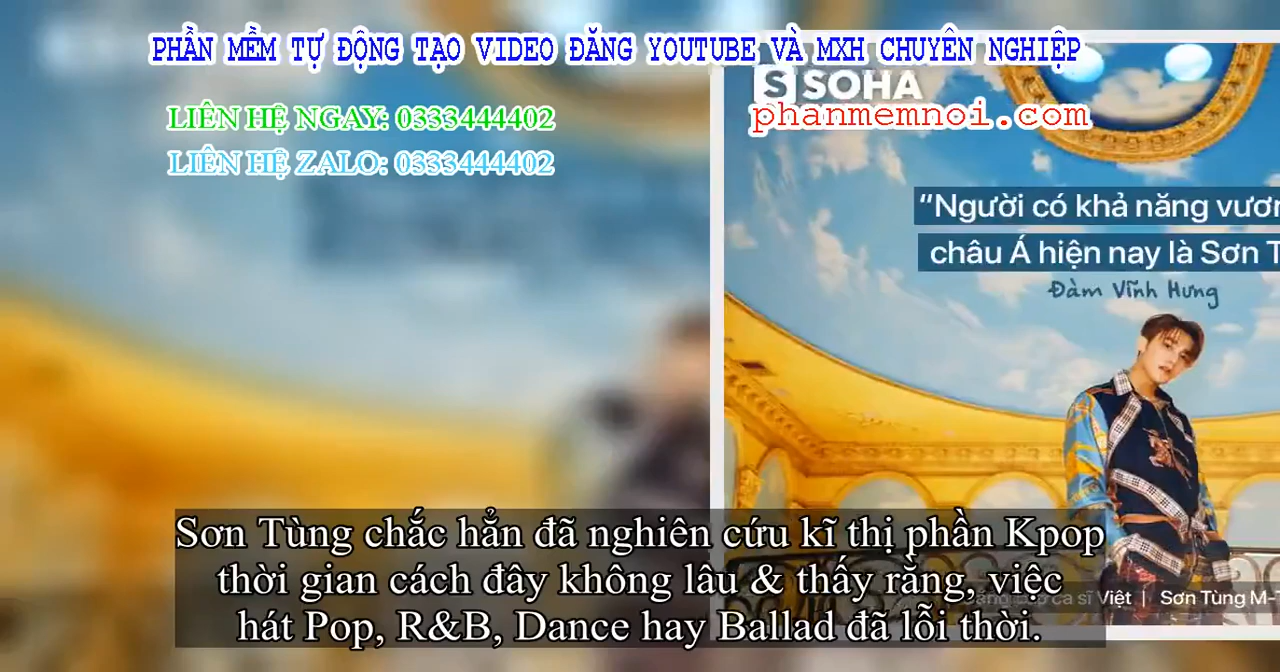 PHẦN MỀM TỰ ĐỘNG TẠO VIDEO ĐĂNG YOUTUBE VÀ MXH CHUYÊN NGHIỆP
S SOHA
LIÊN HỆ NGAY: 0333444402
phanmemnoi.com
LIÊN HỆ ZALO: 0333444402
“Người có khả năng vươn
châu Á hiện nay là Sơn T
Đàm Vĩnh Hưng
Sơn Tùng chắc hẳn đã nghiên cứu kĩ thị phần Kpop
thời gian cách đây không lâu & thấy rằng, việc
hát Pop, R&B, Dance hay Ballad đã lỗi thời.
ca sĩ Việt | Sơn Tùng M-T